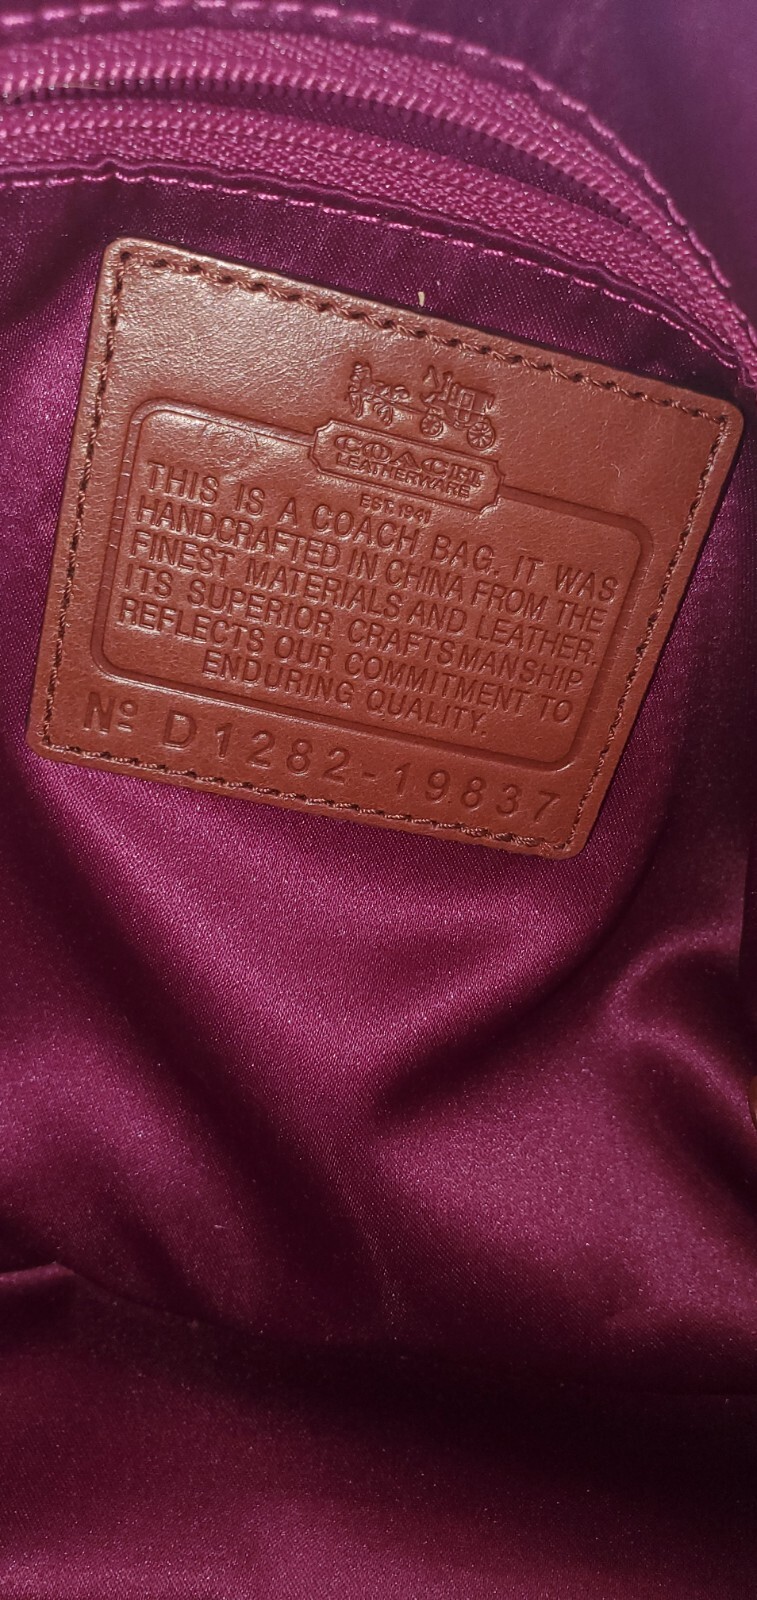 COACH
LEATHERWARE
EST. 1941
THIS IS A COACH BAG. IT WAS
HANDCRAFTED IN CHINA FROM THE
FINEST MATERIALS AND LEATHER.
ITS SUPERIOR CRAFTSMANSHIP
REFLECTS OUR COMMITMENT TO
ENDURING QUALITY.
Nº D1282-19837